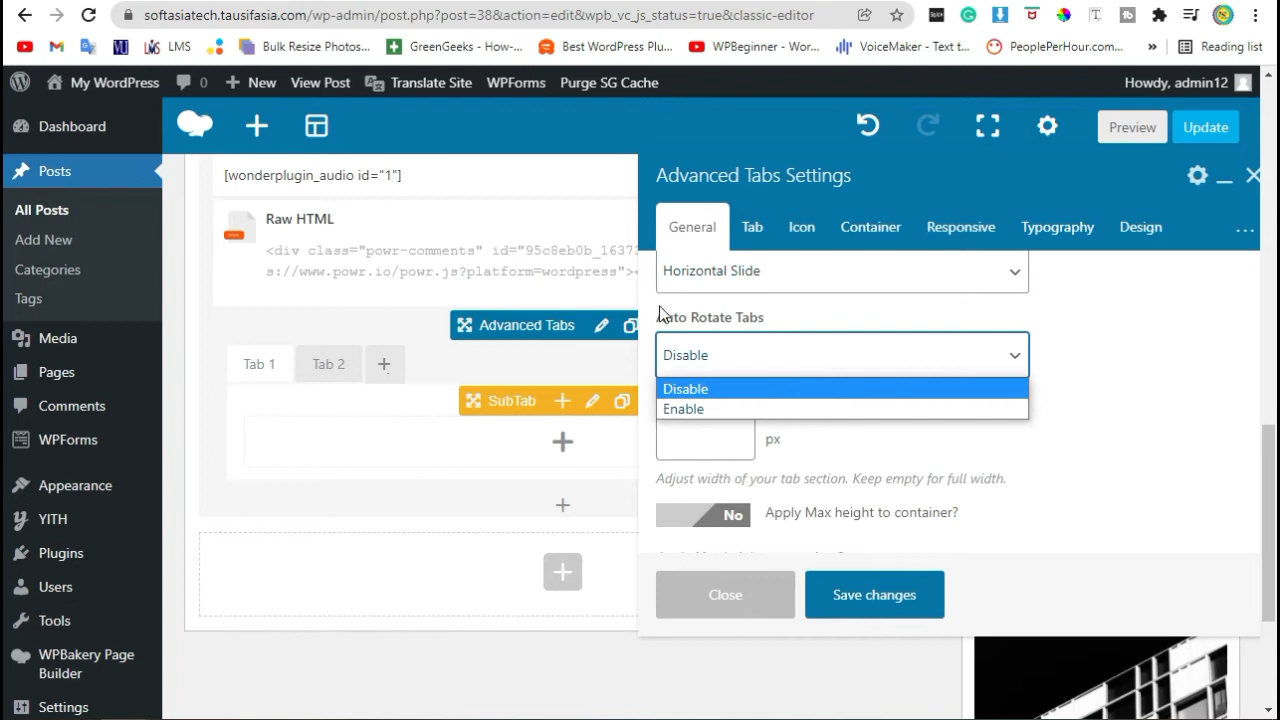 softasiatech.tausifasia.com/wp-admin/post.php?post=38&action=edit&wpb_vc_js_status=true&classic-editor
LMS
Bulk Resize Photos...
GreenGeeks - How-...
Best WordPress Plu...
WPBeginner - Wor...
VoiceMaker - Text t...
PeoplePerHour.com...
»
Reading list
My WordPress
0
New
View Post
Translate Site
WPForms
Purge SG Cache
Howdy, admin12
Dashboard
Posts
All Posts
Add New
Categories
Tags
Media
Pages
Comments
WPForms
Appearance
YITH
Plugins
Users
Tools
WPBakery Page
Builder
Settings
Preview
Update
[wonderplugin_audio id="1"]
Raw HTML
<div class="powr-comments" id="95c8eb0b_1637
s://www.powr.io/powr.js?platform=wordpress"><
Advanced Tabs
Tab 1
Tab 2
+
SubTab
Advanced Tabs Settings
General
Tab
Icon
Container
Responsive
Typography
Design
...
Horizontal Slide
Auto Rotate Tabs
Disable
Disable
Enable
px
Adjust width of your tab section. Keep empty for full width.
No
Apply Max height to container?
Close
Save changes